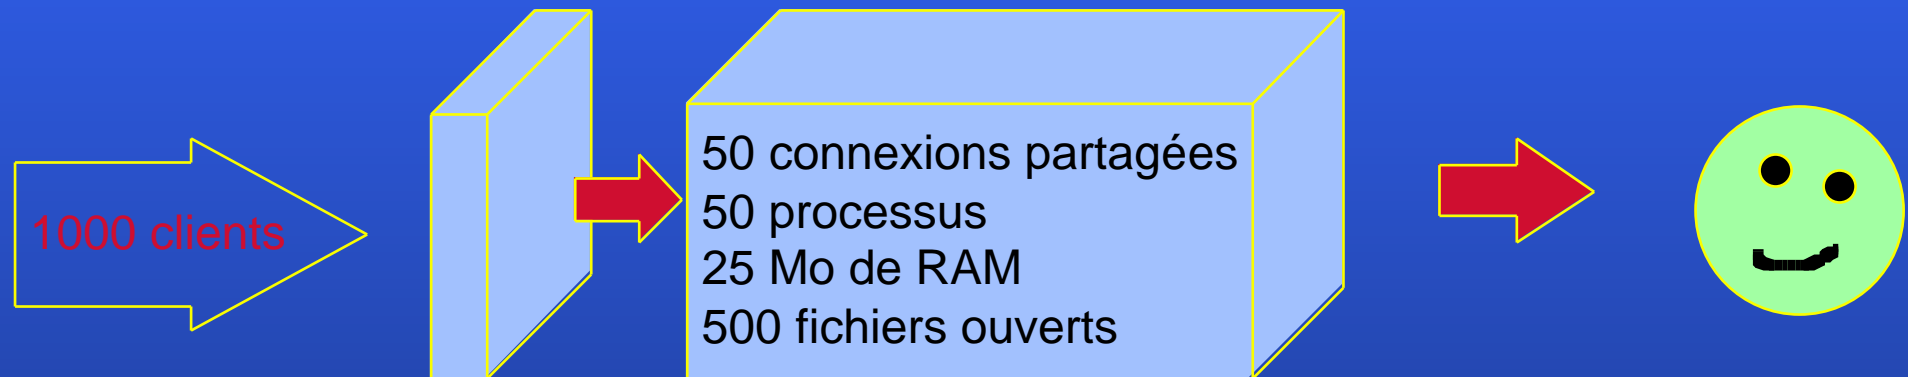 1000 clients
50 connexions partagées
50 processus
25 Mo de RAM
500 fichiers ouverts